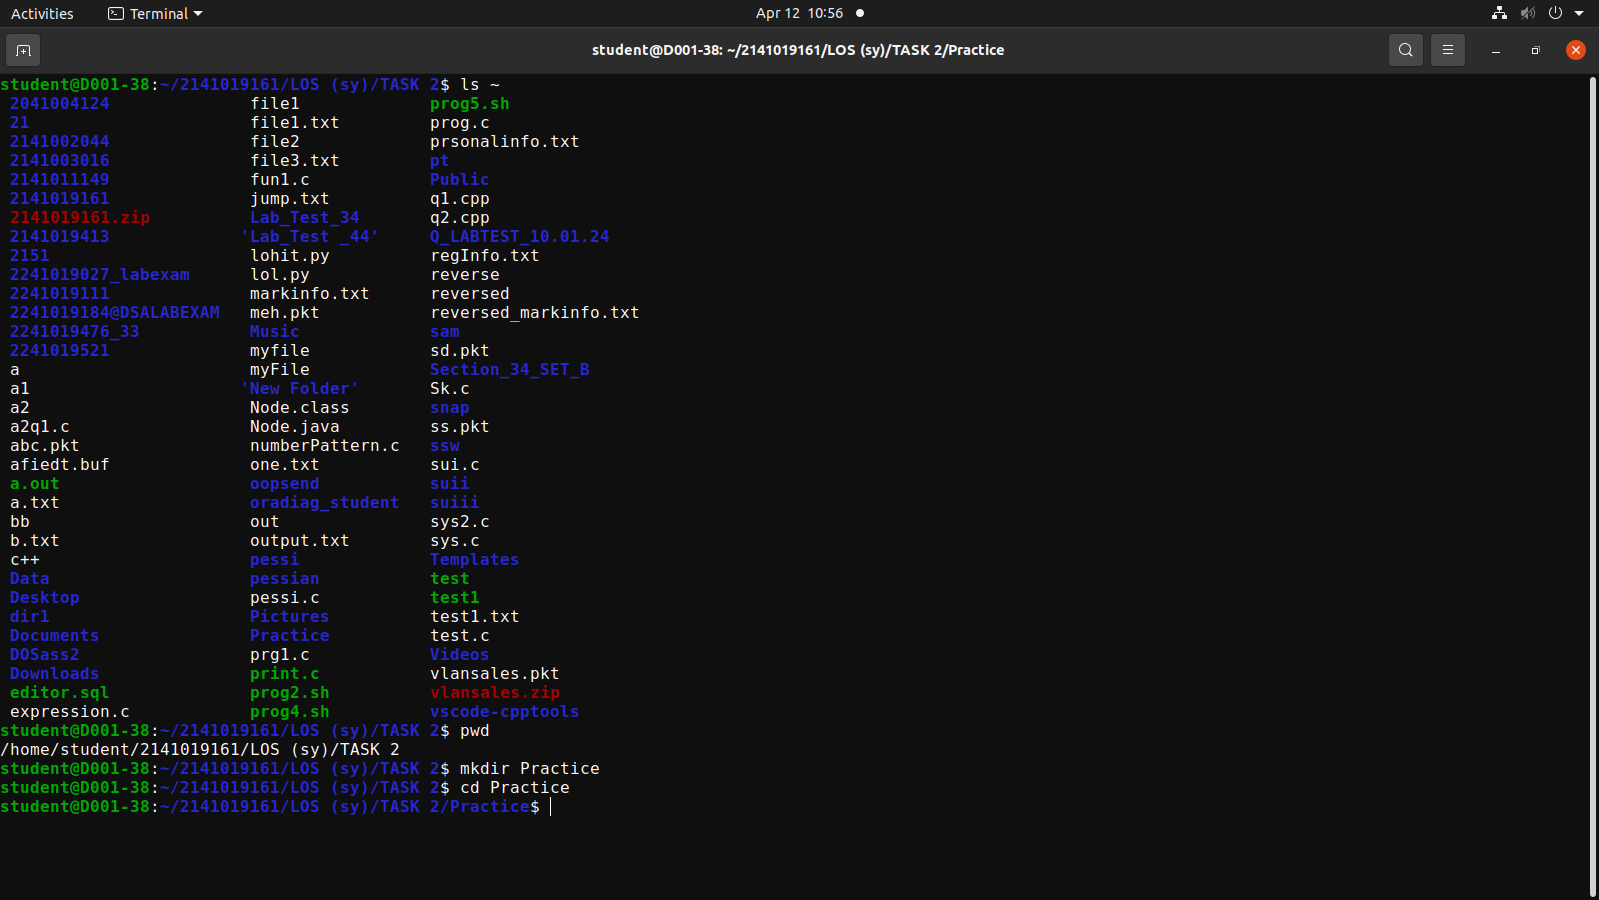 Activities Terminal Apr 12 10:56
student@D001-38: ~/2141019161/LOS (sy)/TASK 2/Practice
student@D001-38:~/2141019161/LOS (sy)/TASK 2$ ls ~
2041004124 file1 prog5.sh
21 file1.txt prog.c
2141002044 file2 prsonalinfo.txt
2141003016 file3.txt pt
2141011149 fun1.c Public
2141019161 jump.txt q1.cpp
2141019161.zip Lab_Test_34 q2.cpp
2141019413 'Lab_Test _44' Q_LABTEST_10.01.24
2151 lohit.py regInfo.txt
2241019027_labexam lol.py reverse
2241019111 markinfo.txt reversed
2241019184@DSALABEXAM meh.pkt reversed_markinfo.txt
2241019476_33 Music sam
2241019521 myfile sd.pkt
a myFile Section_34_SET_B
a1 'New Folder' Sk.c
a2 Node.class snap
a2q1.c Node.java ss.pkt
abc.pkt numberPattern.c ssw
afiedt.buf one.txt sui.c
a.out oopsend suii
a.txt oradiag_student suiii
bb out sys2.c
b.txt output.txt sys.c
c++ pessi Templates
Data pessian test
Desktop pessi.c test1
dir1 Pictures test1.txt
Documents Practice test.c
DOSass2 prg1.c Videos
Downloads print.c vlansales.pkt
editor.sql prog2.sh vlansales.zip
expression.c prog4.sh vscode-cpptools
student@D001-38:~/2141019161/LOS (sy)/TASK 2$ pwd
/home/student/2141019161/LOS (sy)/TASK 2
student@D001-38:~/2141019161/LOS (sy)/TASK 2$ mkdir Practice
student@D001-38:~/2141019161/LOS (sy)/TASK 2$ cd Practice
student@D001-38:~/2141019161/LOS (sy)/TASK 2/Practice$